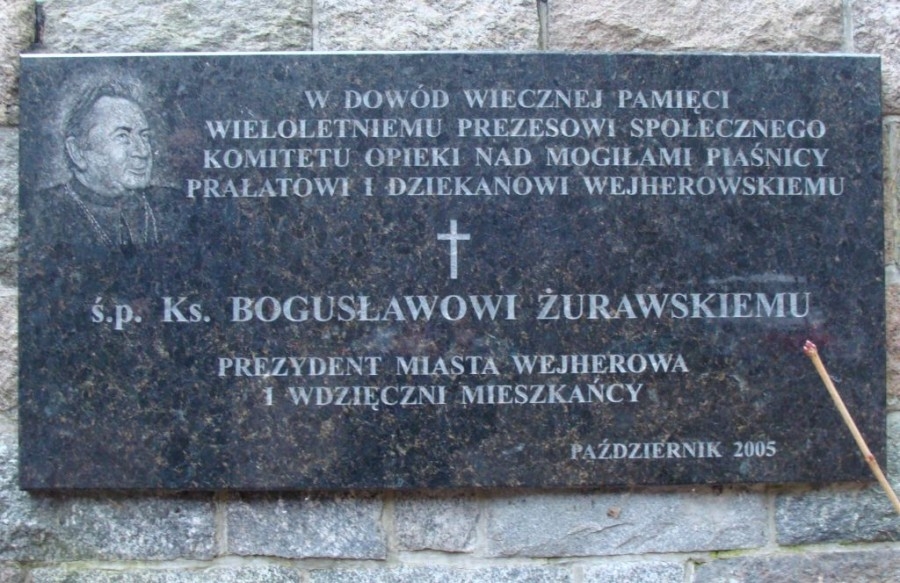 W DOWÓD WIECZNEJ PAMIĘCI
WIELOLETNIEMU PREZESOWI SPOŁECZNEGO
KOMITETU OPIEKI NAD MOGIŁAMI PIAŚNICY
PRAŁATOWI I DZIEKANOWI WEJHEROWSKIEMU
ś.p. Ks. BOGUSŁAWOWI ŻURAWSKIEMU
PREZYDENT MIASTA WEJHEROWA
I WDZIĘCZNI MIESZKAŃCY
PAŹDZIERNIK 2005